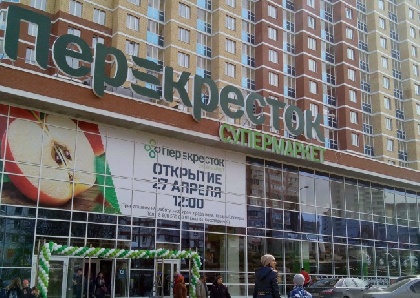 перекресток
СУПЕРМАРКЕТ
перекресток
ОТКРЫТИЕ
27 АПРЕЛЯ
12:00